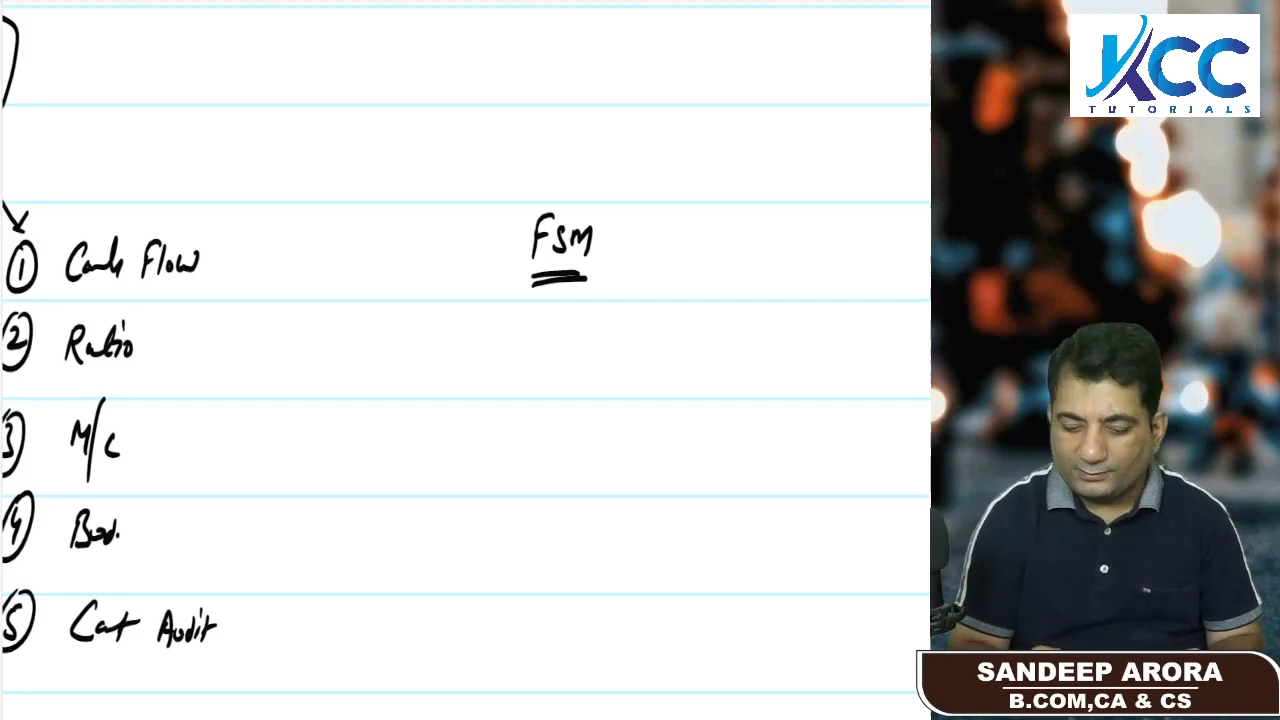 KCC
TUTORIALS
FSM
① Cash Flow
② Ratio
③ M/C
④ Bud.
⑤ Cost Audit
SANDEEP ARORA
B.COM,CA & CS